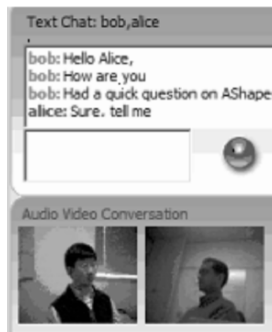 Text Chat: bob,alice
bob: Hello Alice,
bob: How are you
bob: Had a quick question on AShape
alice: Sure. tell me
Audio Video Conversation